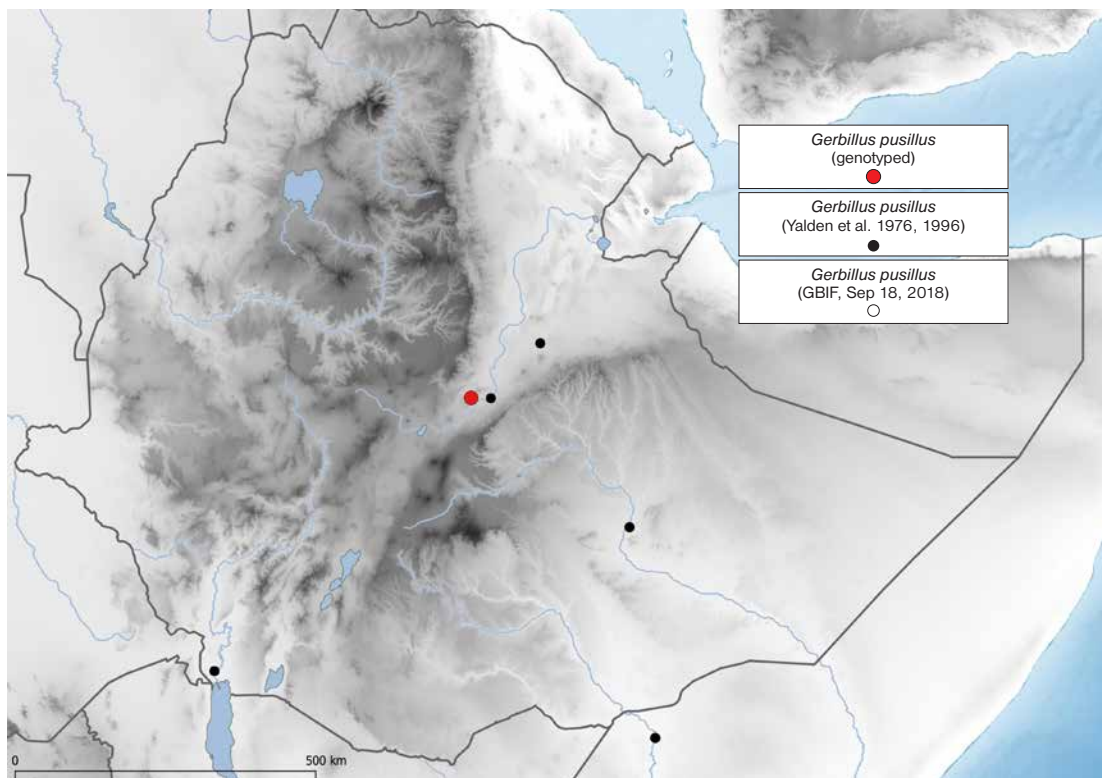 Gerbillus pusillus
(genotyped)
Gerbillus pusillus
(Yalden et al. 1976, 1996)
Gerbillus pusillus
(GBIF, Sep 18, 2018)
0 500 km